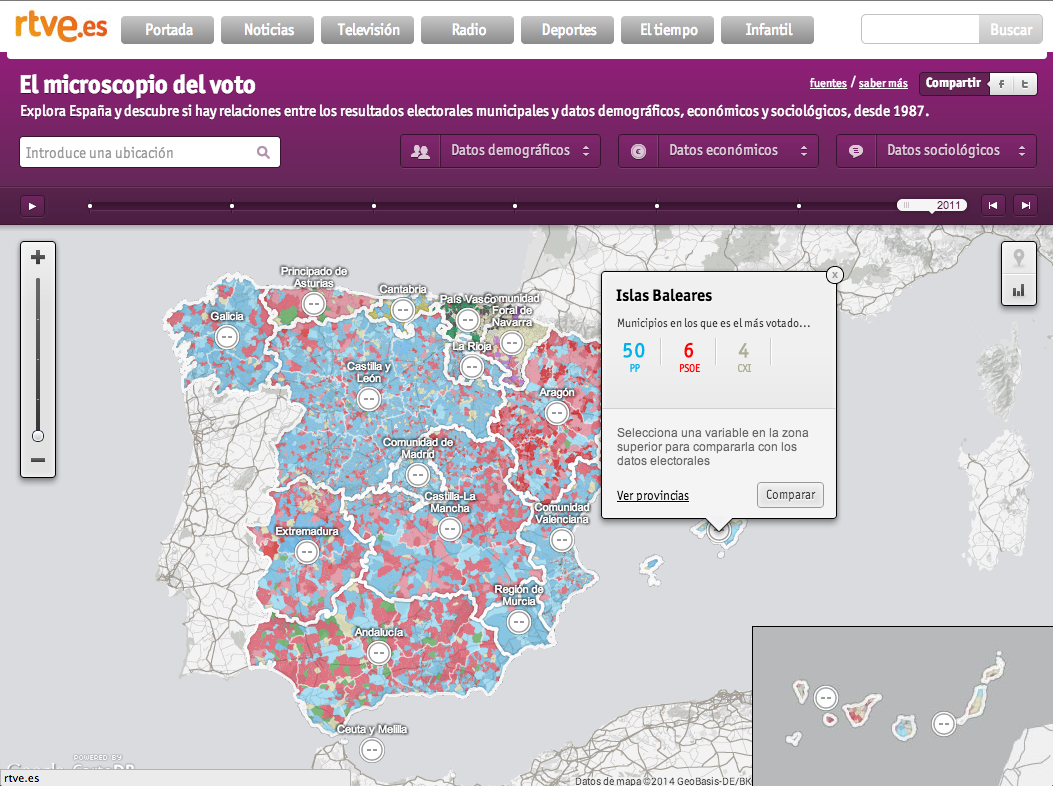 rtve.es
Portada
Noticias
Televisión
Radio
Deportes
El tiempo
Infantil
Buscar
El microscopio del voto
fuentes / saber más
Compartir
f
t
Explora España y descubre si hay relaciones entre los resultados electorales municipales y datos demográficos, económicos y sociológicos, desde 1987.
Introduce una ubicación
Datos demográficos
Datos económicos
Datos sociológicos
2011
Principado de
Asturias
Cantabria
País Vasco
Comunidad
Foral de
Navarra
Galicia
La Rioja
Castilla y
León
Aragón
Comunidad de
Madrid
Castilla-La
Mancha
Comunidad
Valenciana
Extremadura
Región de
Murcia
Andalucía
Ceuta y Melilla
x
Islas Baleares
Municipios en los que es el más votado...
50 6 4
PP PSOE CXI
Selecciona una variable en la zona
superior para compararla con los
datos electorales
Ver provincias
Comparar
POWERED BY
Google CartoDB
rtve.es
Datos de mapa ©2014 GeoBasis-DE/BK